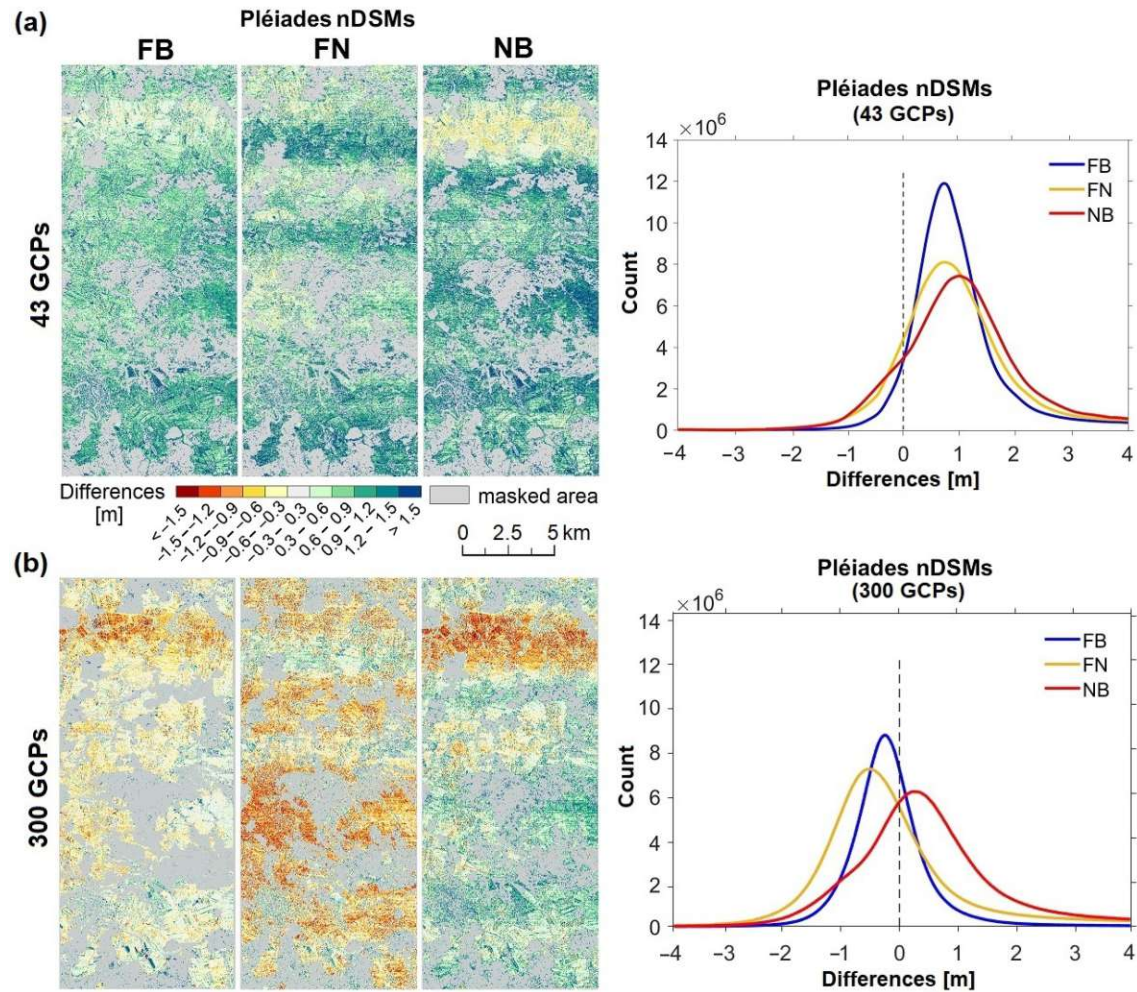 (a)
Pléiades nDSMs
FB FN NB
43 GCPs
Pléiades nDSMs
(43 GCPs)
×10⁶
14
12
10
8
6
4
2
0
Count
FB
FN
NB
−4 −3 −2 −1 0 1 2 3 4
Differences [m]
Differences
[m]
< −1.5
−1.5 – −1.2
−1.2 – −0.9
−0.9 – −0.6
−0.6 – −0.3
−0.3 – 0.3
0.3 – 0.6
0.6 – 0.9
0.9 – 1.2
1.2 – 1.5
> 1.5
masked area
0 2.5 5 km
(b)
300 GCPs
Pléiades nDSMs
(300 GCPs)
×10⁶
14
12
10
8
6
4
2
0
Count
FB
FN
NB
−4 −3 −2 −1 0 1 2 3 4
Differences [m]